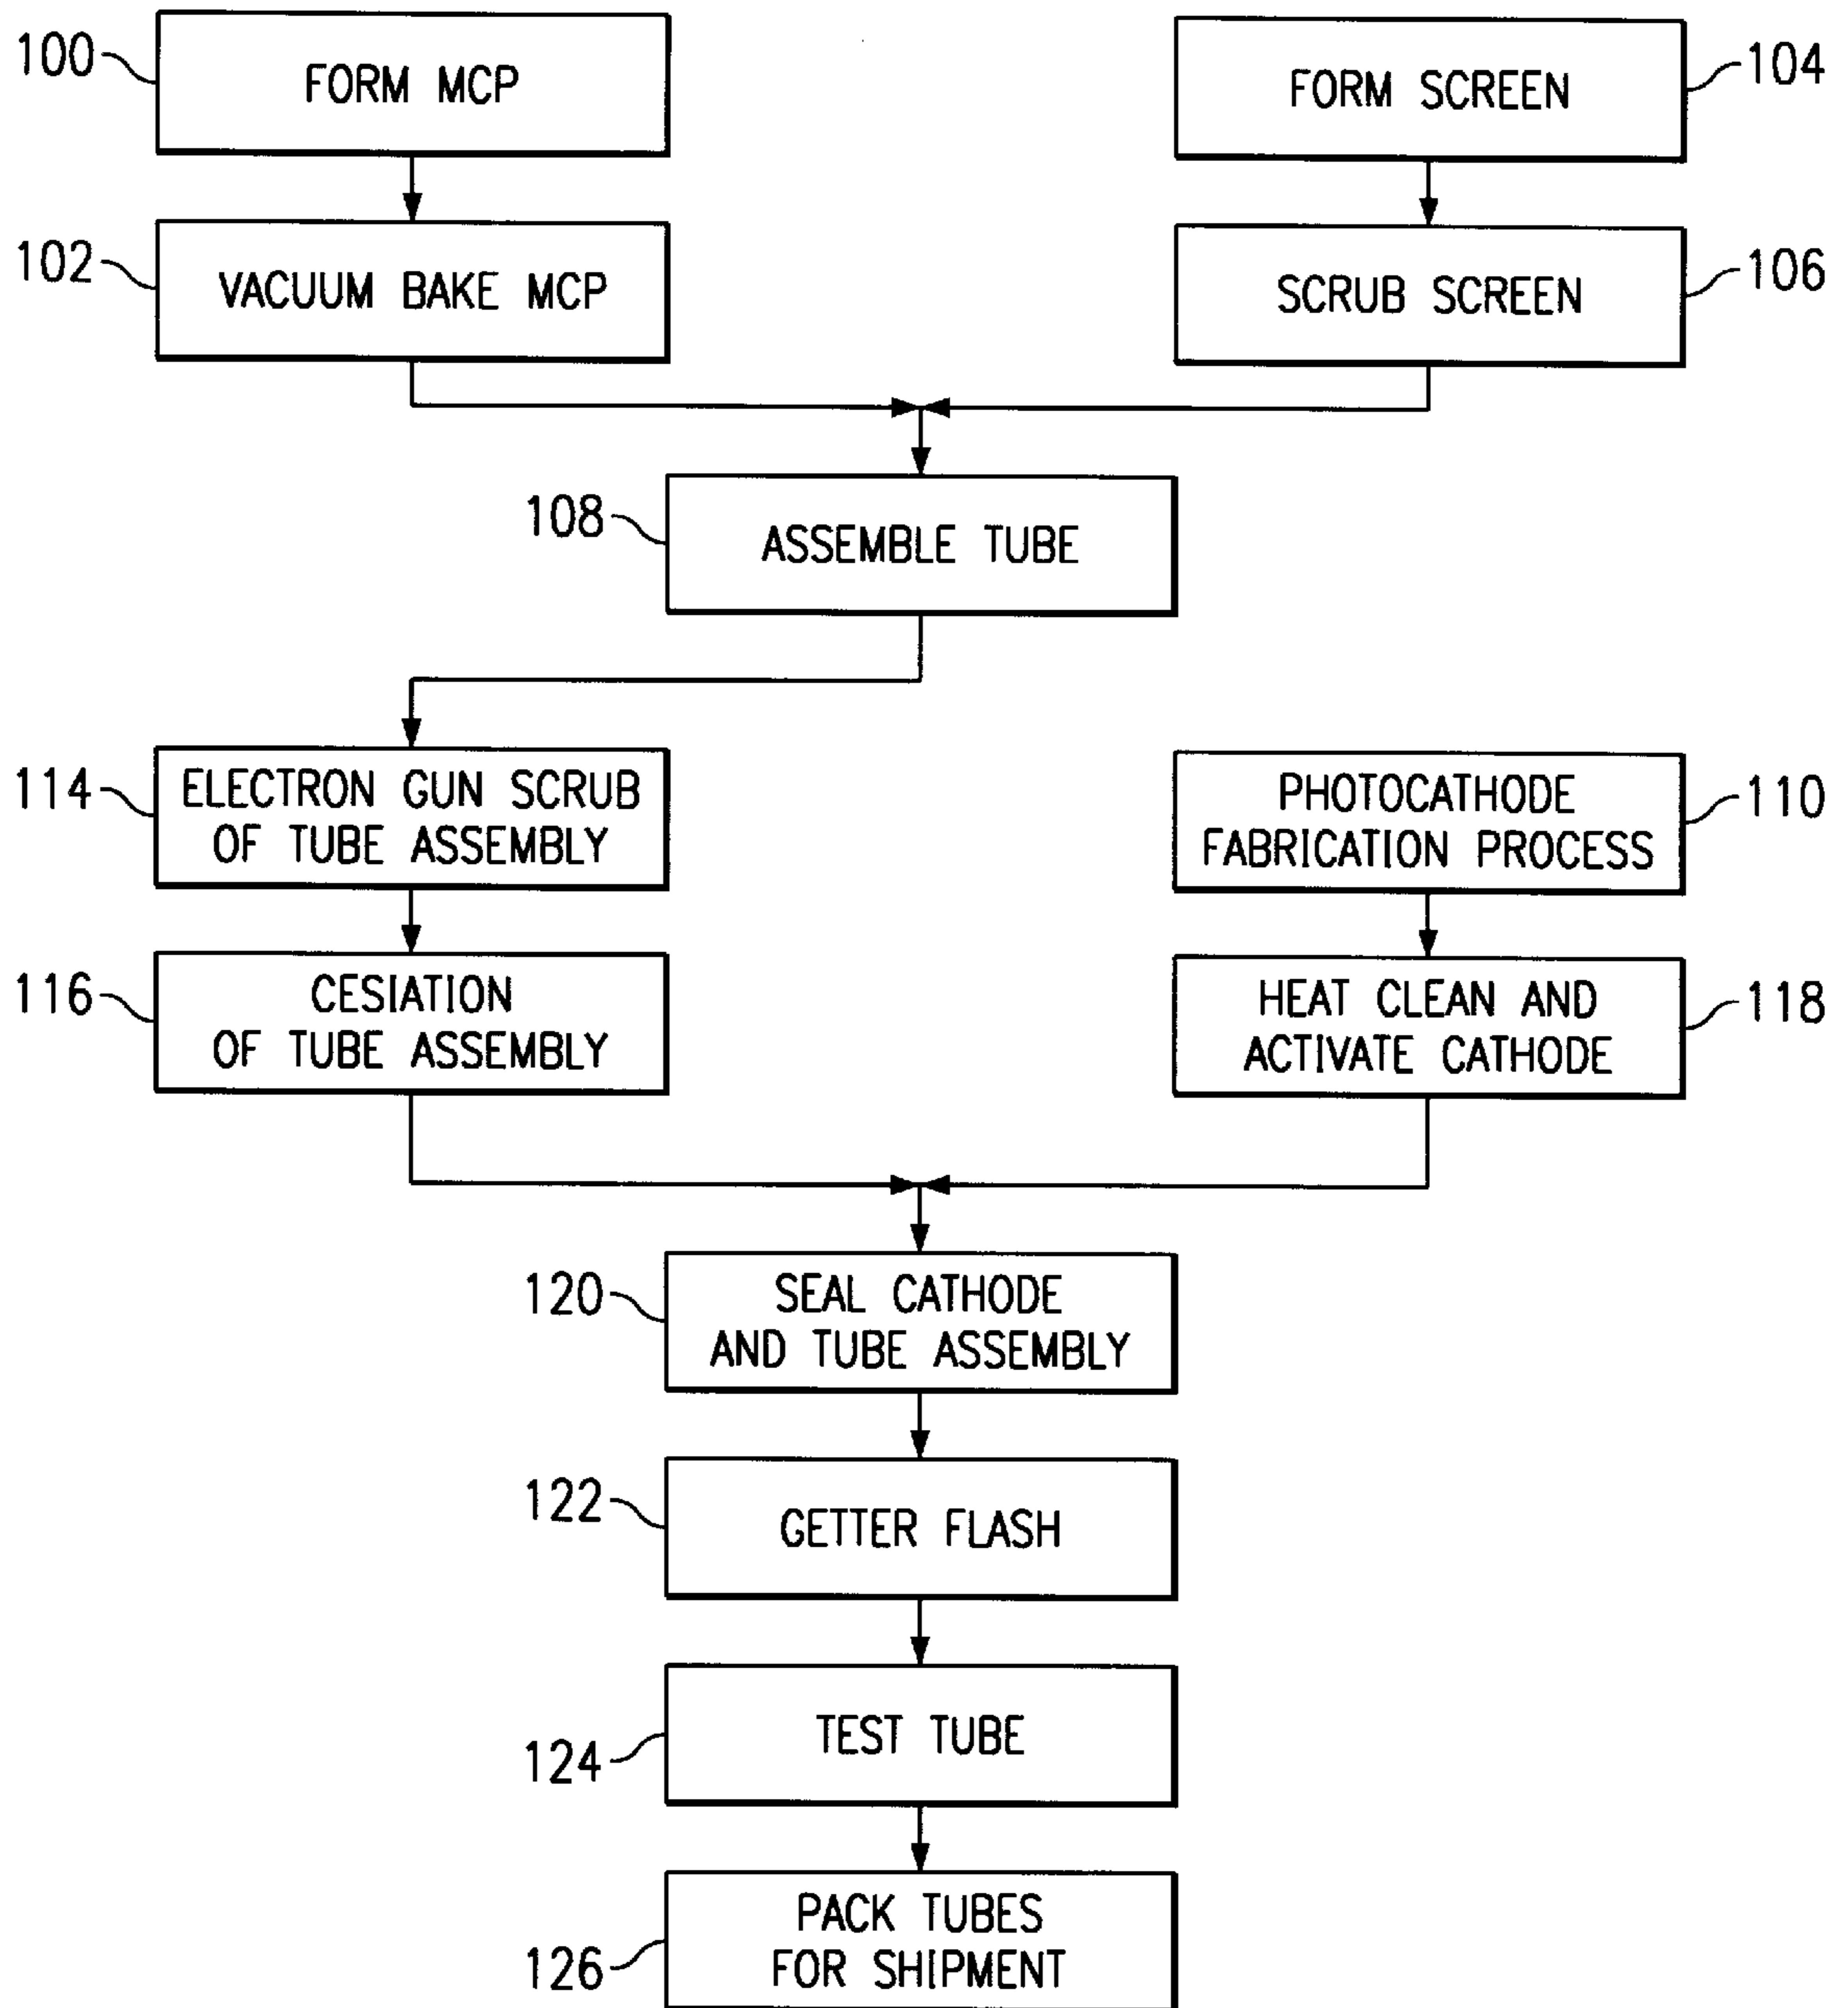 100
FORM MCP
FORM SCREEN
104
102
VACUUM BAKE MCP
SCRUB SCREEN
106
108
ASSEMBLE TUBE
114
ELECTRON GUN SCRUB
OF TUBE ASSEMBLY
PHOTOCATHODE
FABRICATION PROCESS
110
116
CESIATION
OF TUBE ASSEMBLY
HEAT CLEAN AND
ACTIVATE CATHODE
118
120
SEAL CATHODE
AND TUBE ASSEMBLY
122
GETTER FLASH
124
TEST TUBE
126
PACK TUBES
FOR SHIPMENT